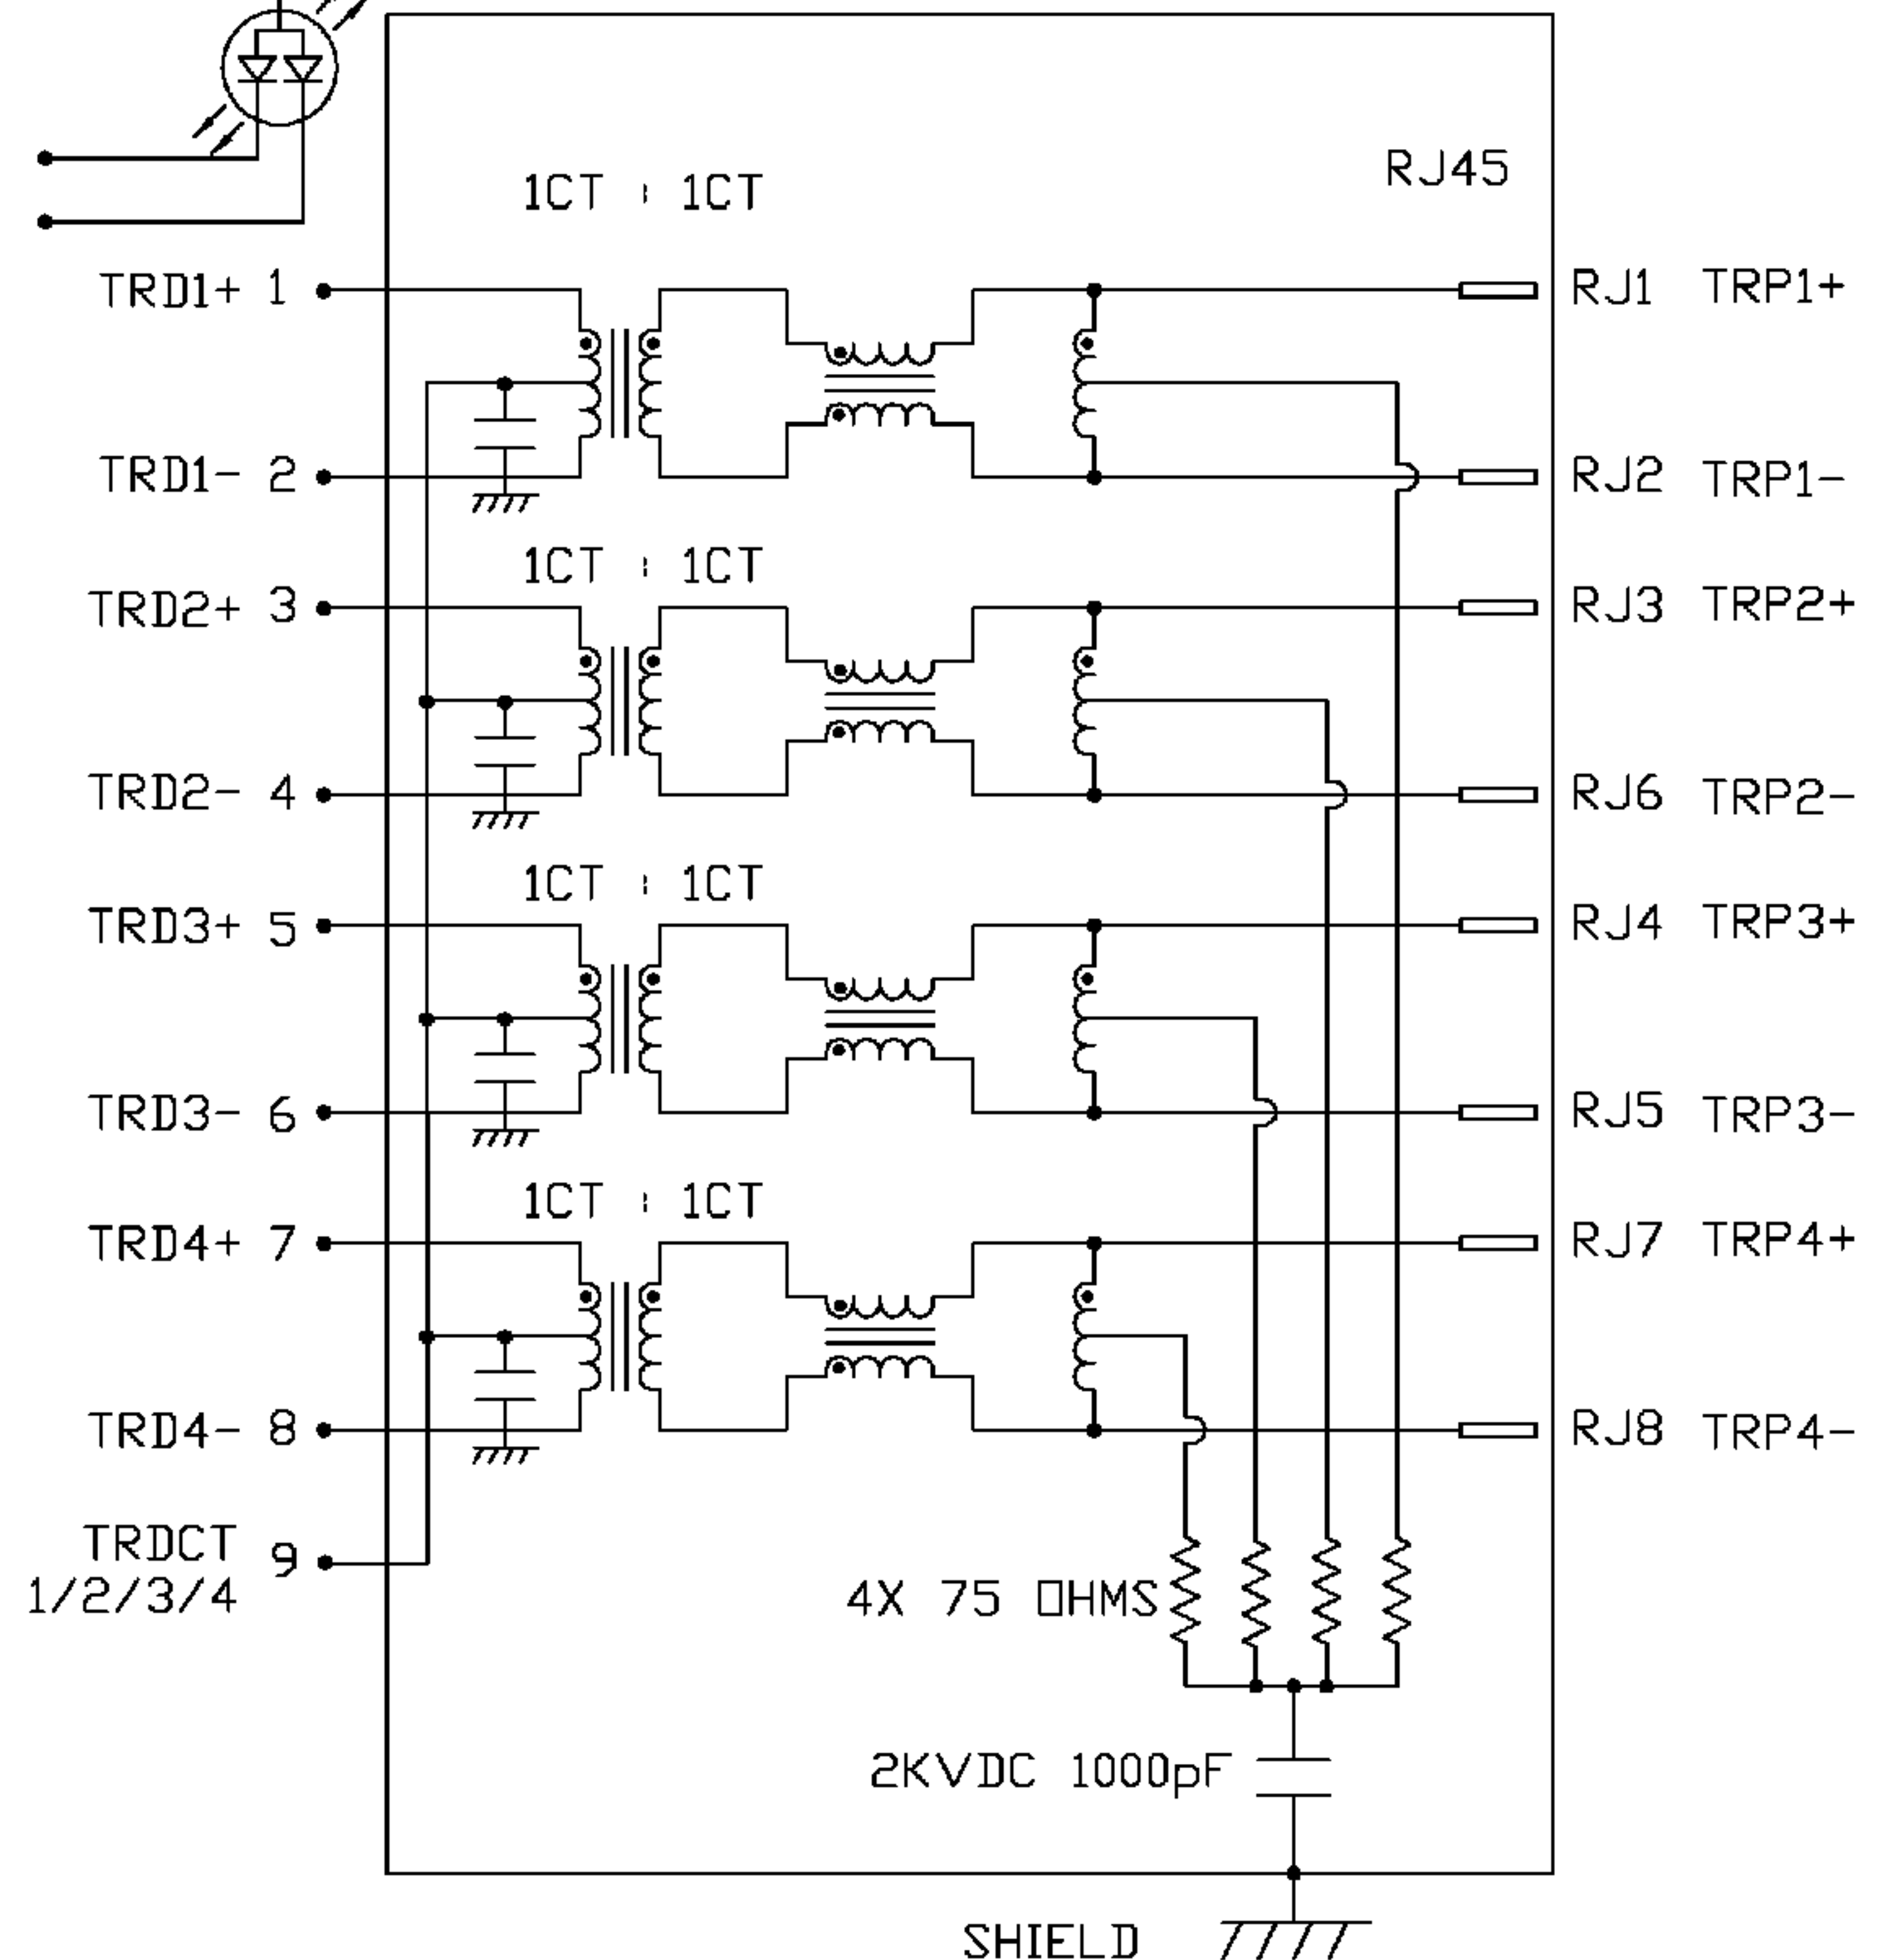 RJ45
1CT : 1CT
TRD1+ 1
RJ1 TRP1+
TRD1- 2
RJ2 TRP1-
1CT : 1CT
TRD2+ 3
RJ3 TRP2+
TRD2- 4
RJ6 TRP2-
1CT : 1CT
TRD3+ 5
RJ4 TRP3+
TRD3- 6
RJ5 TRP3-
1CT : 1CT
TRD4+ 7
RJ7 TRP4+
TRD4- 8
RJ8 TRP4-
TRDCT
1/2/3/4
9
4X 75 OHMS
2KVDC 1000pF
SHIELD